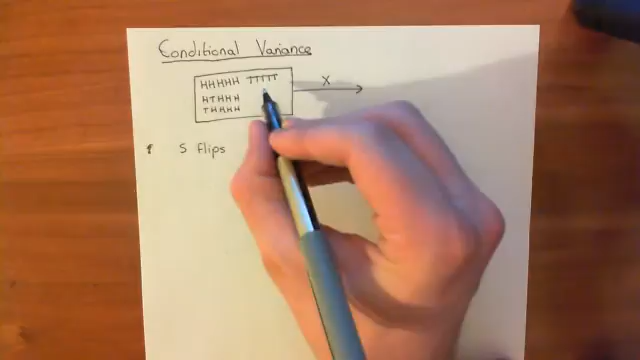 Conditional Variance
HHHHH TTTTT
HTHHH
THHHH
X
5 flips